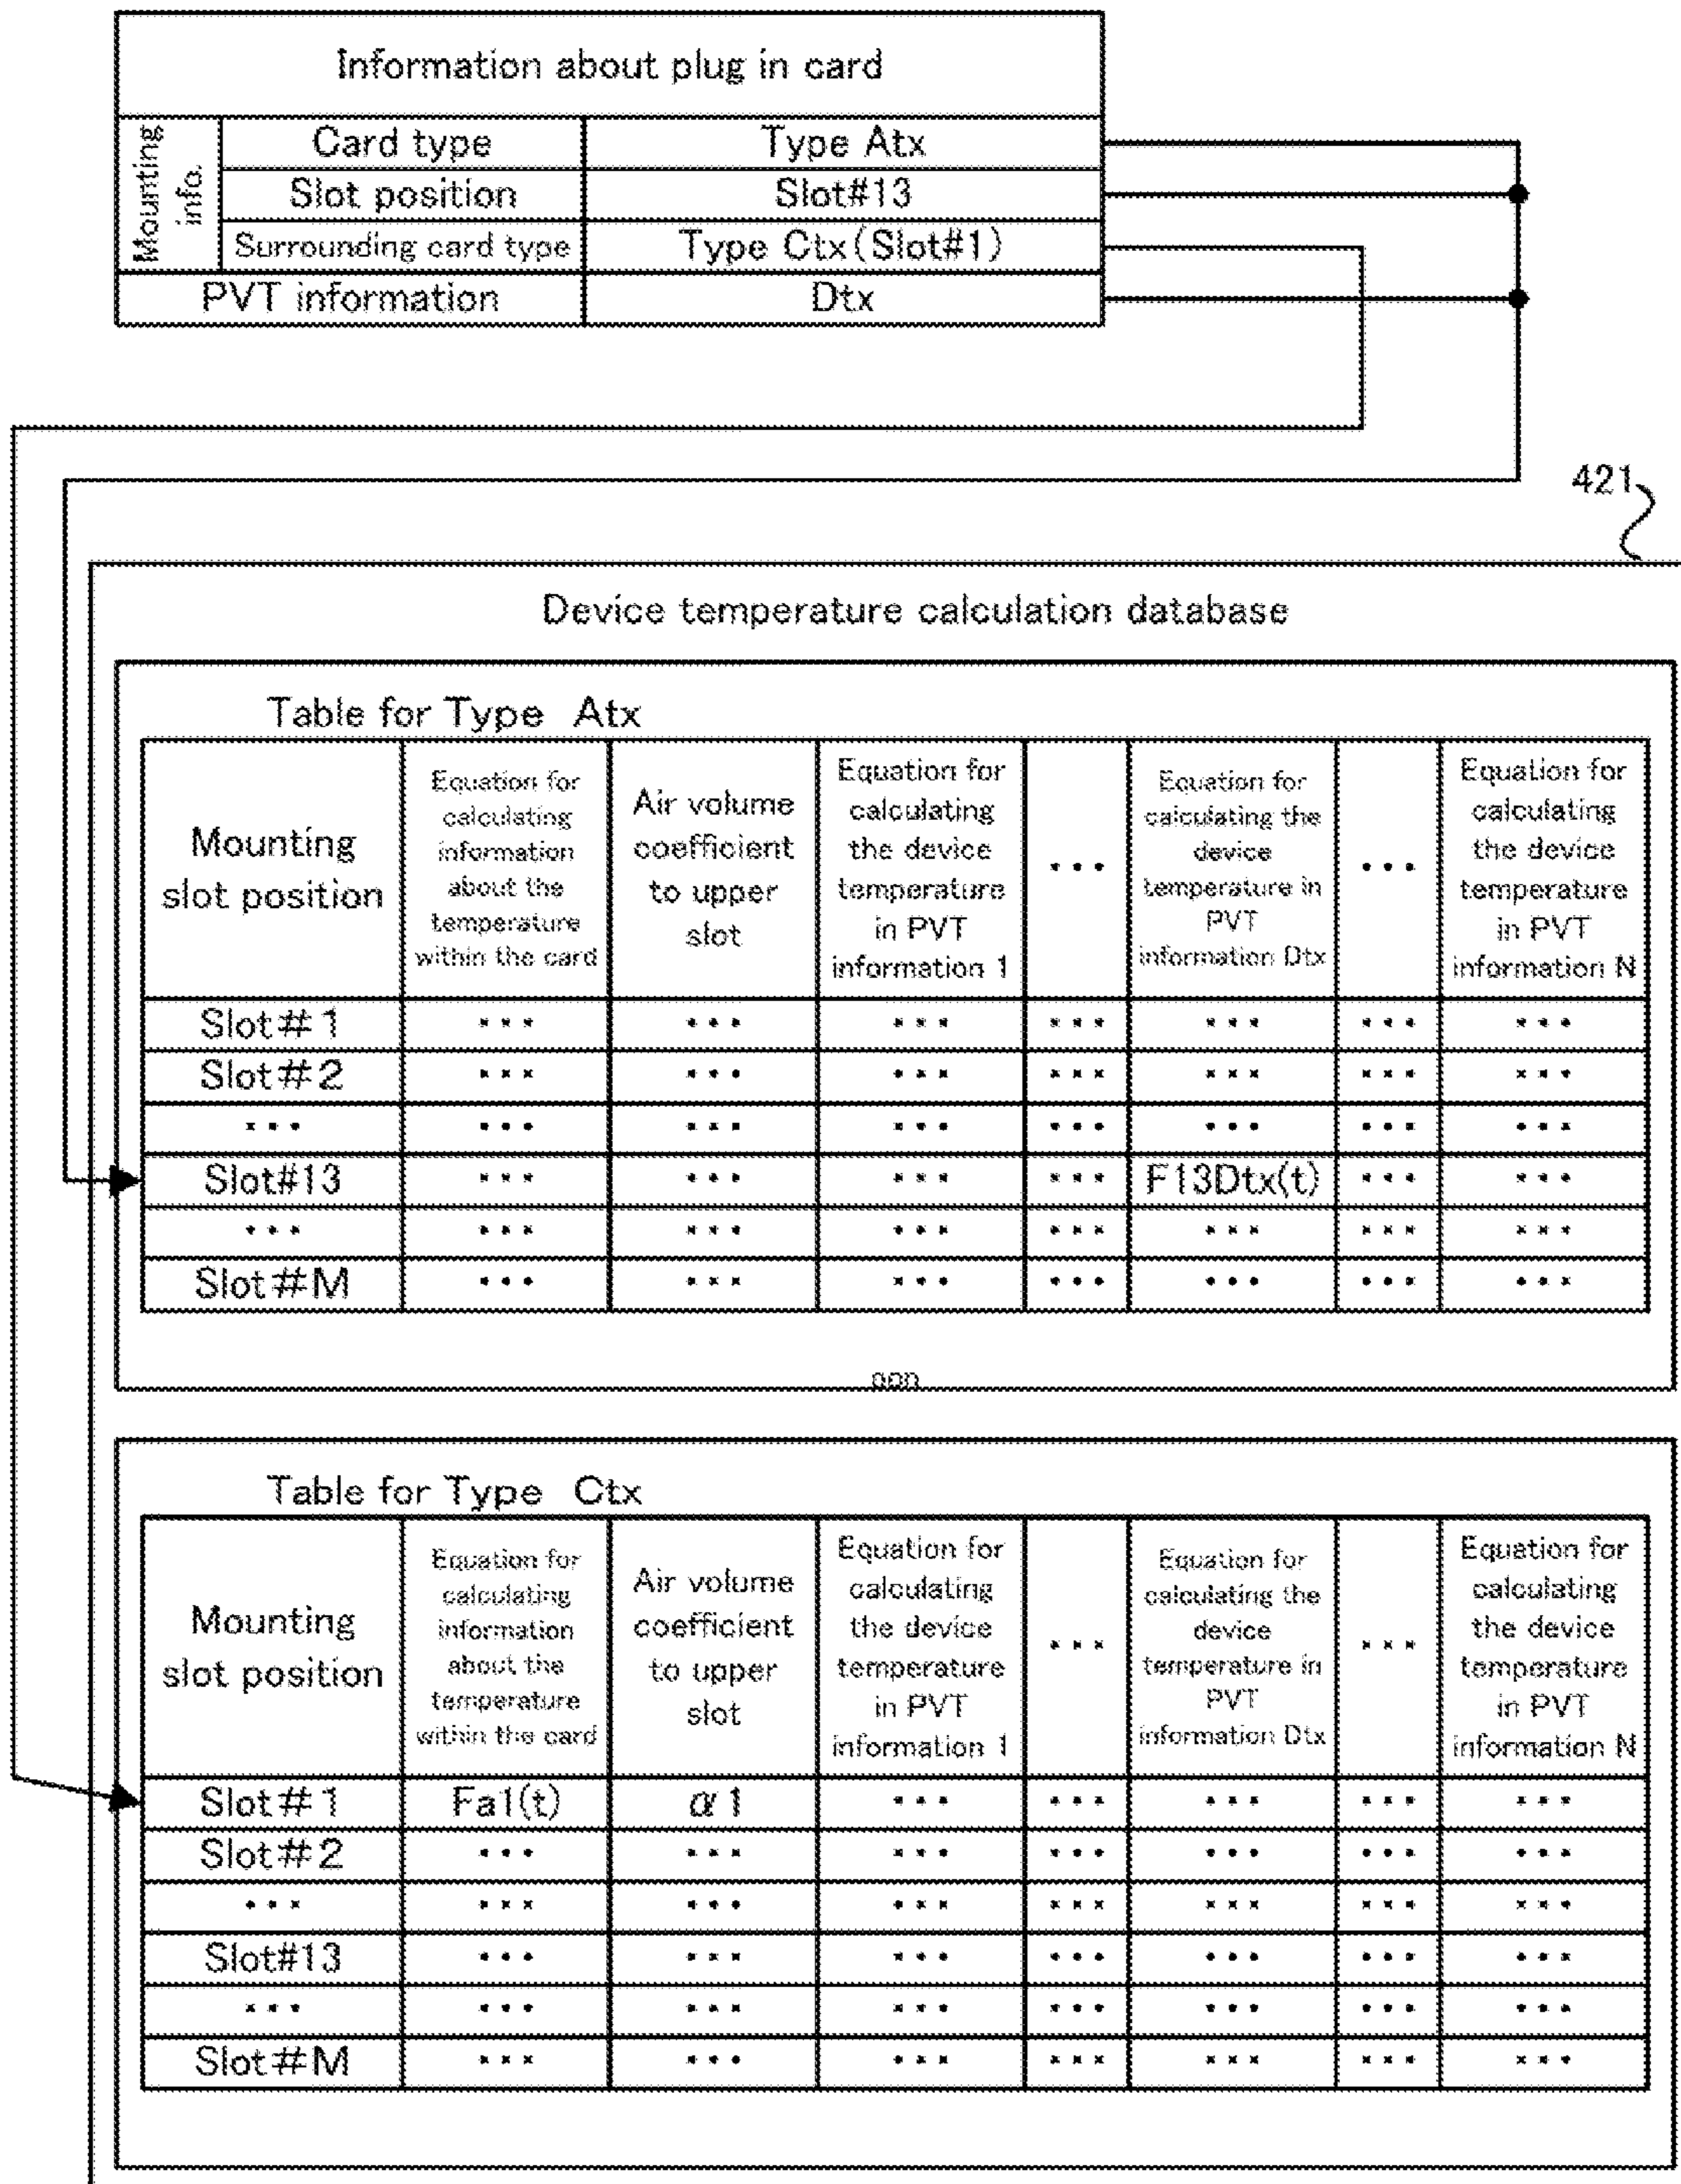 Information about plug in card
Mounting info.
Card type Type Atx
Slot position Slot#13
Surrounding card type Type Ctx(Slot#1)
PVT information Dtx
421
Device temperature calculation database
Table for Type Atx
Mounting
slot position
Equation for
calculating
information
about the
temperature
within the card
Air volume
coefficient
to upper
slot
Equation for
calculating
the device
temperature
in PVT
information 1
...
Equation for
calculating the
device
temperature in
PVT
information Dtx
...
Equation for
calculating
the device
temperature
in PVT
information N
Slot#1 ... ... ... ... ... ... ...
Slot#2 ... ... ... ... ... ... ...
... ... ... ... ... ... ... ...
Slot#13 ... ... ... ... F13Dtx(t) ... ...
... ... ... ... ... ... ... ...
Slot#M ... ... ... ... ... ... ...
Table for Type Ctx
Mounting
slot position
Equation for
calculating
information
about the
temperature
within the card
Air volume
coefficient
to upper
slot
Equation for
calculating
the device
temperature
in PVT
information 1
...
Equation for
calculating the
device
temperature in
PVT
information Dtx
...
Equation for
calculating
the device
temperature
in PVT
information N
Slot#1 Fa1(t) α1 ... ... ... ... ...
Slot#2 ... ... ... ... ... ... ...
... ... ... ... ... ... ... ...
Slot#13 ... ... ... ... ... ... ...
... ... ... ... ... ... ... ...
Slot#M ... ... ... ... ... ... ...